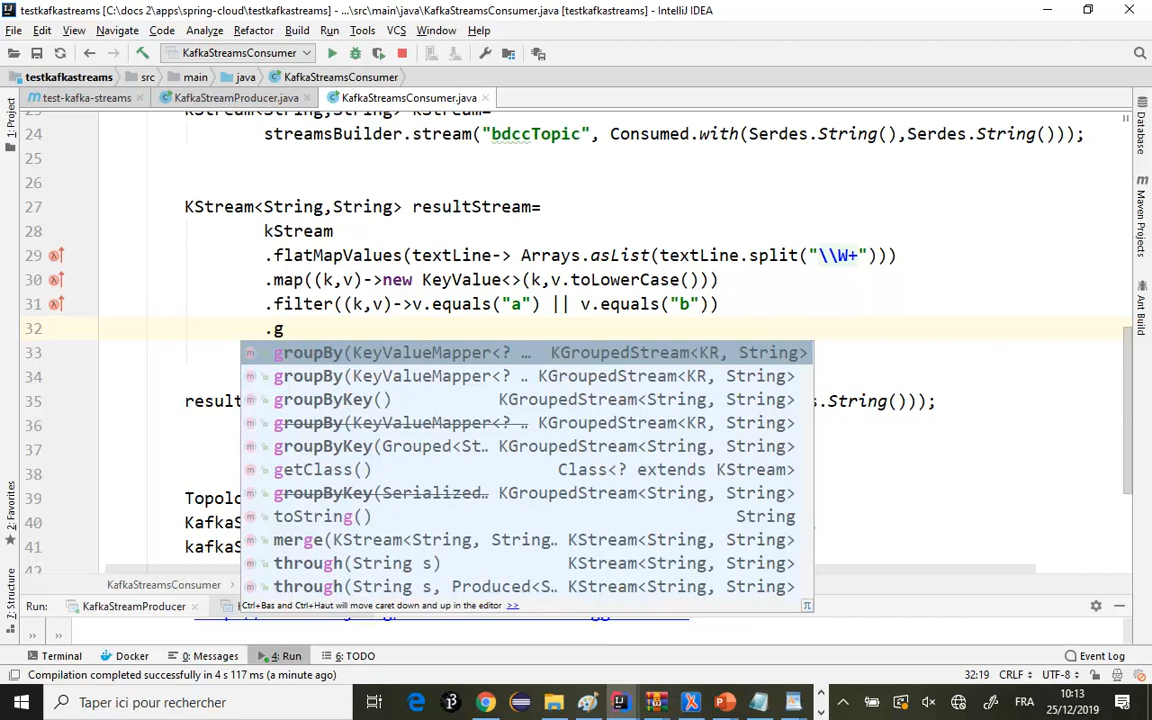 testkafkastreams [C:\docs 2\apps\spring-cloud\testkafkastreams] - ...\src\main\java\KafkaStreamsConsumer.java [testkafkastreams] - IntelliJ IDEA
File Edit View Navigate Code Analyze Refactor Build Run Tools VCS Window Help
KafkaStreamsConsumer
testkafkastreams src main java KafkaStreamsConsumer
test-kafka-streams KafkaStreamProducer.java KafkaStreamsConsumer.java
1: Project
Database
Maven Projects
Ant Build
2: Favorites
7: Structure
KStream<String,String> kStream=
24 streamsBuilder.stream("bdccTopic", Consumed.with(Serdes.String(),Serdes.String()));
25
26
27 KStream<String,String> resultStream=
28 kStream
29 .flatMapValues(textLine-> Arrays.asList(textLine.split("\\W+")))
30 .map((k,v)->new KeyValue<>(k,v.toLowerCase()))
31 .filter((k,v)->v.equals("a") || v.equals("b"))
32 .g
33 groupBy(KeyValueMapper<? … KGroupedStream<KR, String>
34 groupBy(KeyValueMapper<? .. KGroupedStream<KR, String>
35 resul groupByKey() KGroupedStream<String, String> s.String()));
36 groupBy(KeyValueMapper<? .. KGroupedStream<KR, String>
37 groupByKey(Grouped<St.. KGroupedStream<String, String>
38 getClass() Class<? extends KStream>
39 Topolo groupByKey(Serialized.. KGroupedStream<String, String>
40 KafkaS toString() String
41 kafkaS merge(KStream<String, String.. KStream<String, String>
42 through(String s) KStream<String, String>
through(String s, Produced<S.. KStream<String, String>
KafkaStreamsConsumer
Run: KafkaStreamProducer Ctrl+Bas and Ctrl+Haut will move caret down and up in the editor >> π
Terminal Docker 0: Messages 4: Run 6: TODO Event Log
Compilation completed successfully in 4 s 117 ms (a minute ago) 32:19 CRLF UTF-8
Taper ici pour rechercher FRA 10:13
25/12/2019